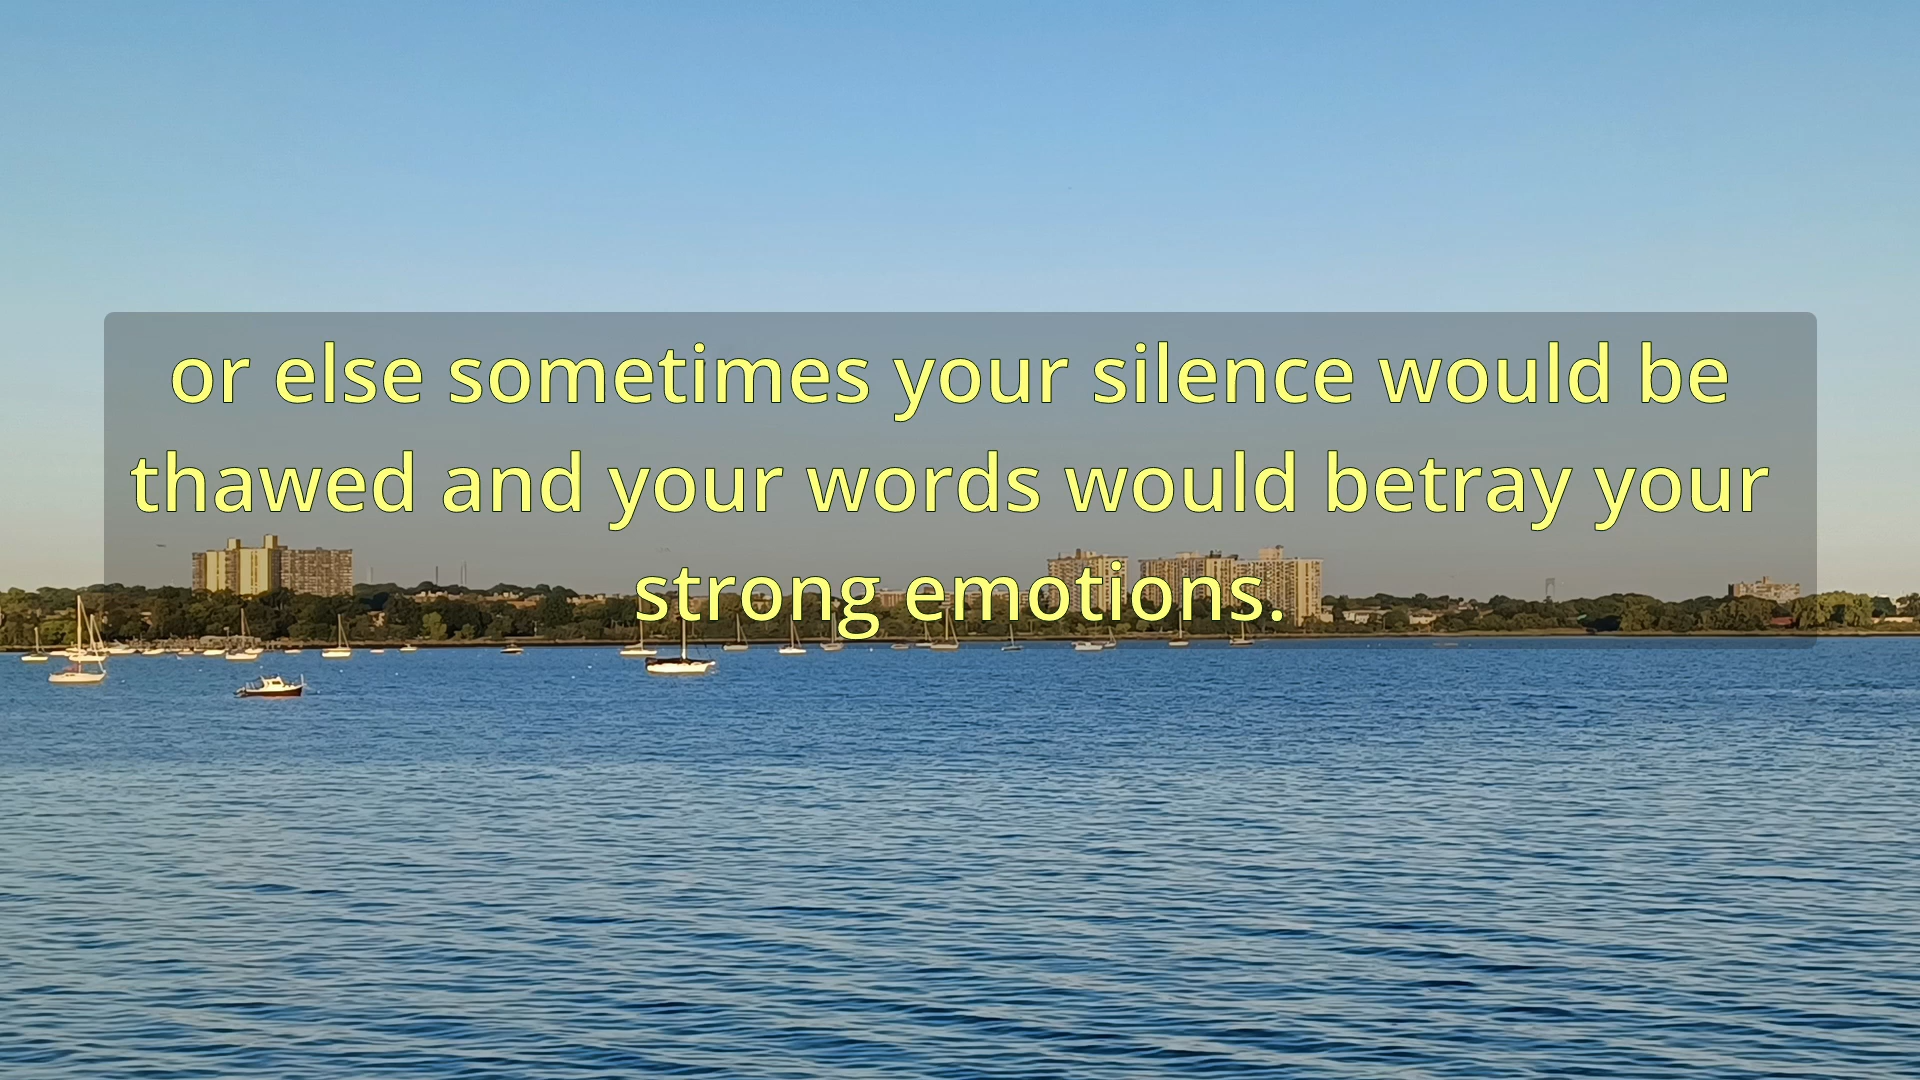 or else sometimes your silence would be
thawed and your words would betray your
strong emotions.